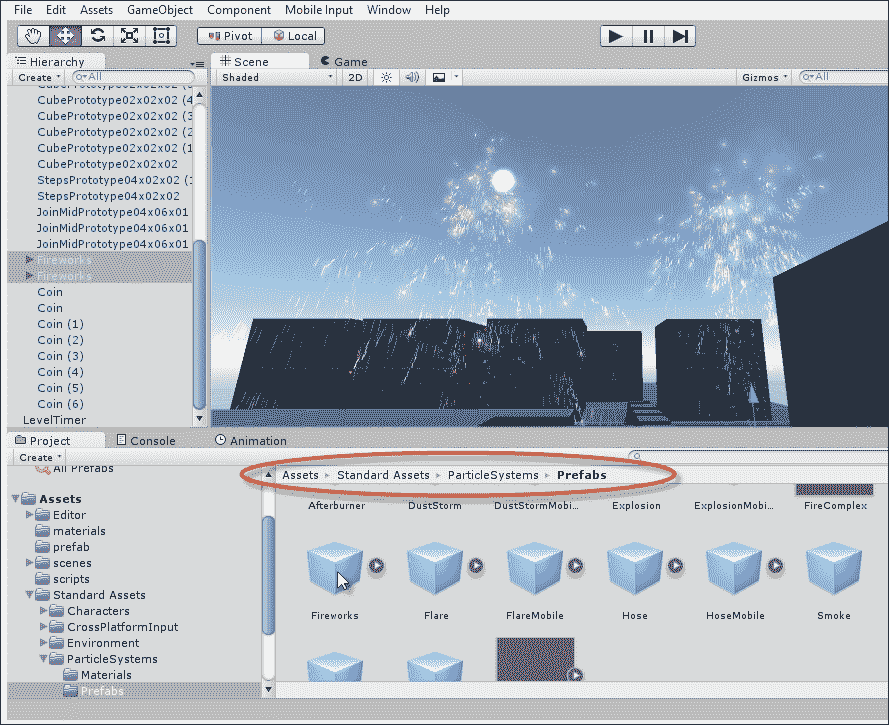 File Edit Assets GameObject Component Mobile Input Window Help
Pivot Local
Hierarchy
Create All
CubePrototype02x02x02 (4
CubePrototype02x02x02 (3
CubePrototype02x02x02 (2
CubePrototype02x02x02 (1
CubePrototype02x02x02
StepsPrototype04x02x02 (1
StepsPrototype04x02x02
JoinMidPrototype04x06x01
JoinMidPrototype04x06x01
JoinMidPrototype04x06x01
Fireworks
Fireworks
Coin
Coin
Coin (1)
Coin (2)
Coin (3)
Coin (4)
Coin (5)
Coin (6)
LevelTimer
Scene Game
Shaded 2D Gizmos All
Project Console Animation
Create
All Prefabs
Assets
Editor
materials
prefab
scenes
scripts
Standard Assets
Characters
CrossPlatformInput
Environment
ParticleSystems
Materials
Prefabs
Assets Standard Assets ParticleSystems Prefabs
Afterburner DustStorm DustStormMobi... Explosion ExplosionMobi... FireComplex
Fireworks Flare FlareMobile Hose HoseMobile Smoke